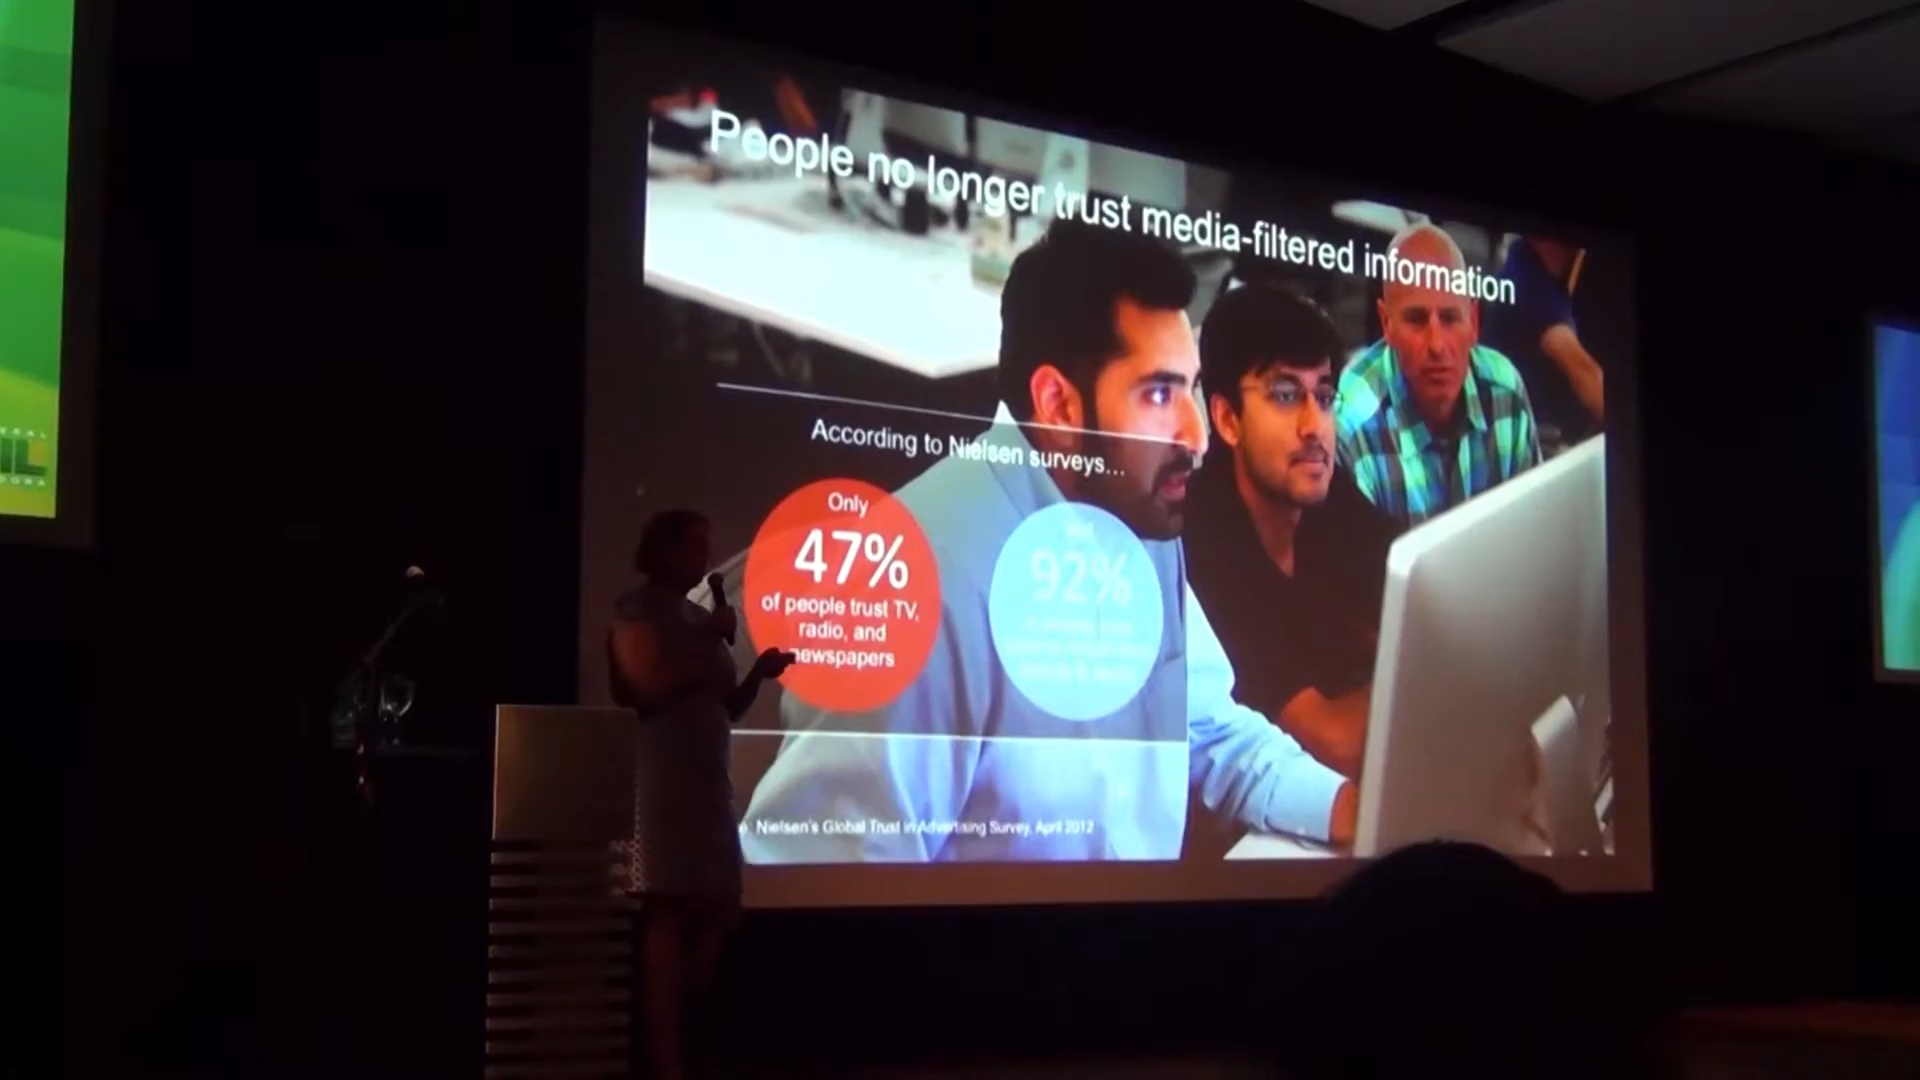 People no longer trust media-filtered information
According to Nielsen surveys...
Only
47%
of people trust TV,
radio, and
newspapers
92%
Nielsen's Global Trust in Advertising Survey, April 2012